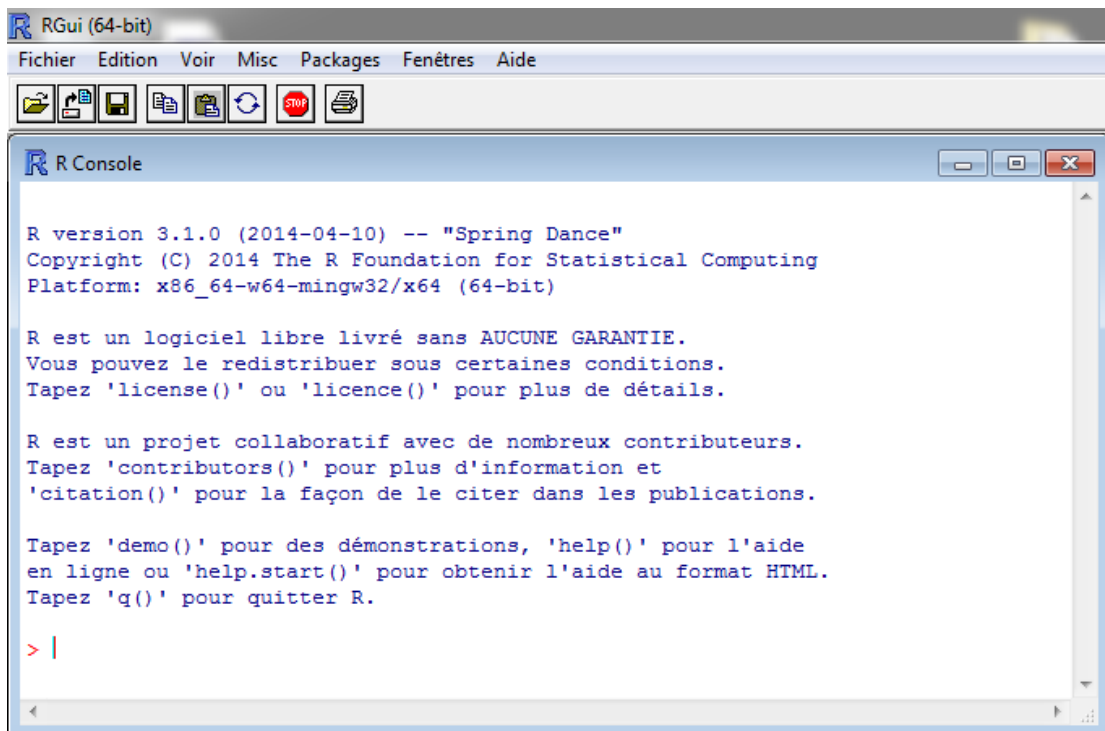 RGui (64-bit)
Fichier Edition Voir Misc Packages Fenêtres Aide
STOP
R Console
R version 3.1.0 (2014-04-10) -- "Spring Dance"
Copyright (C) 2014 The R Foundation for Statistical Computing
Platform: x86_64-w64-mingw32/x64 (64-bit)
R est un logiciel libre livré sans AUCUNE GARANTIE.
Vous pouvez le redistribuer sous certaines conditions.
Tapez 'license()' ou 'licence()' pour plus de détails.
R est un projet collaboratif avec de nombreux contributeurs.
Tapez 'contributors()' pour plus d'information et
'citation()' pour la façon de le citer dans les publications.
Tapez 'demo()' pour des démonstrations, 'help()' pour l'aide
en ligne ou 'help.start()' pour obtenir l'aide au format HTML.
Tapez 'q()' pour quitter R.
>